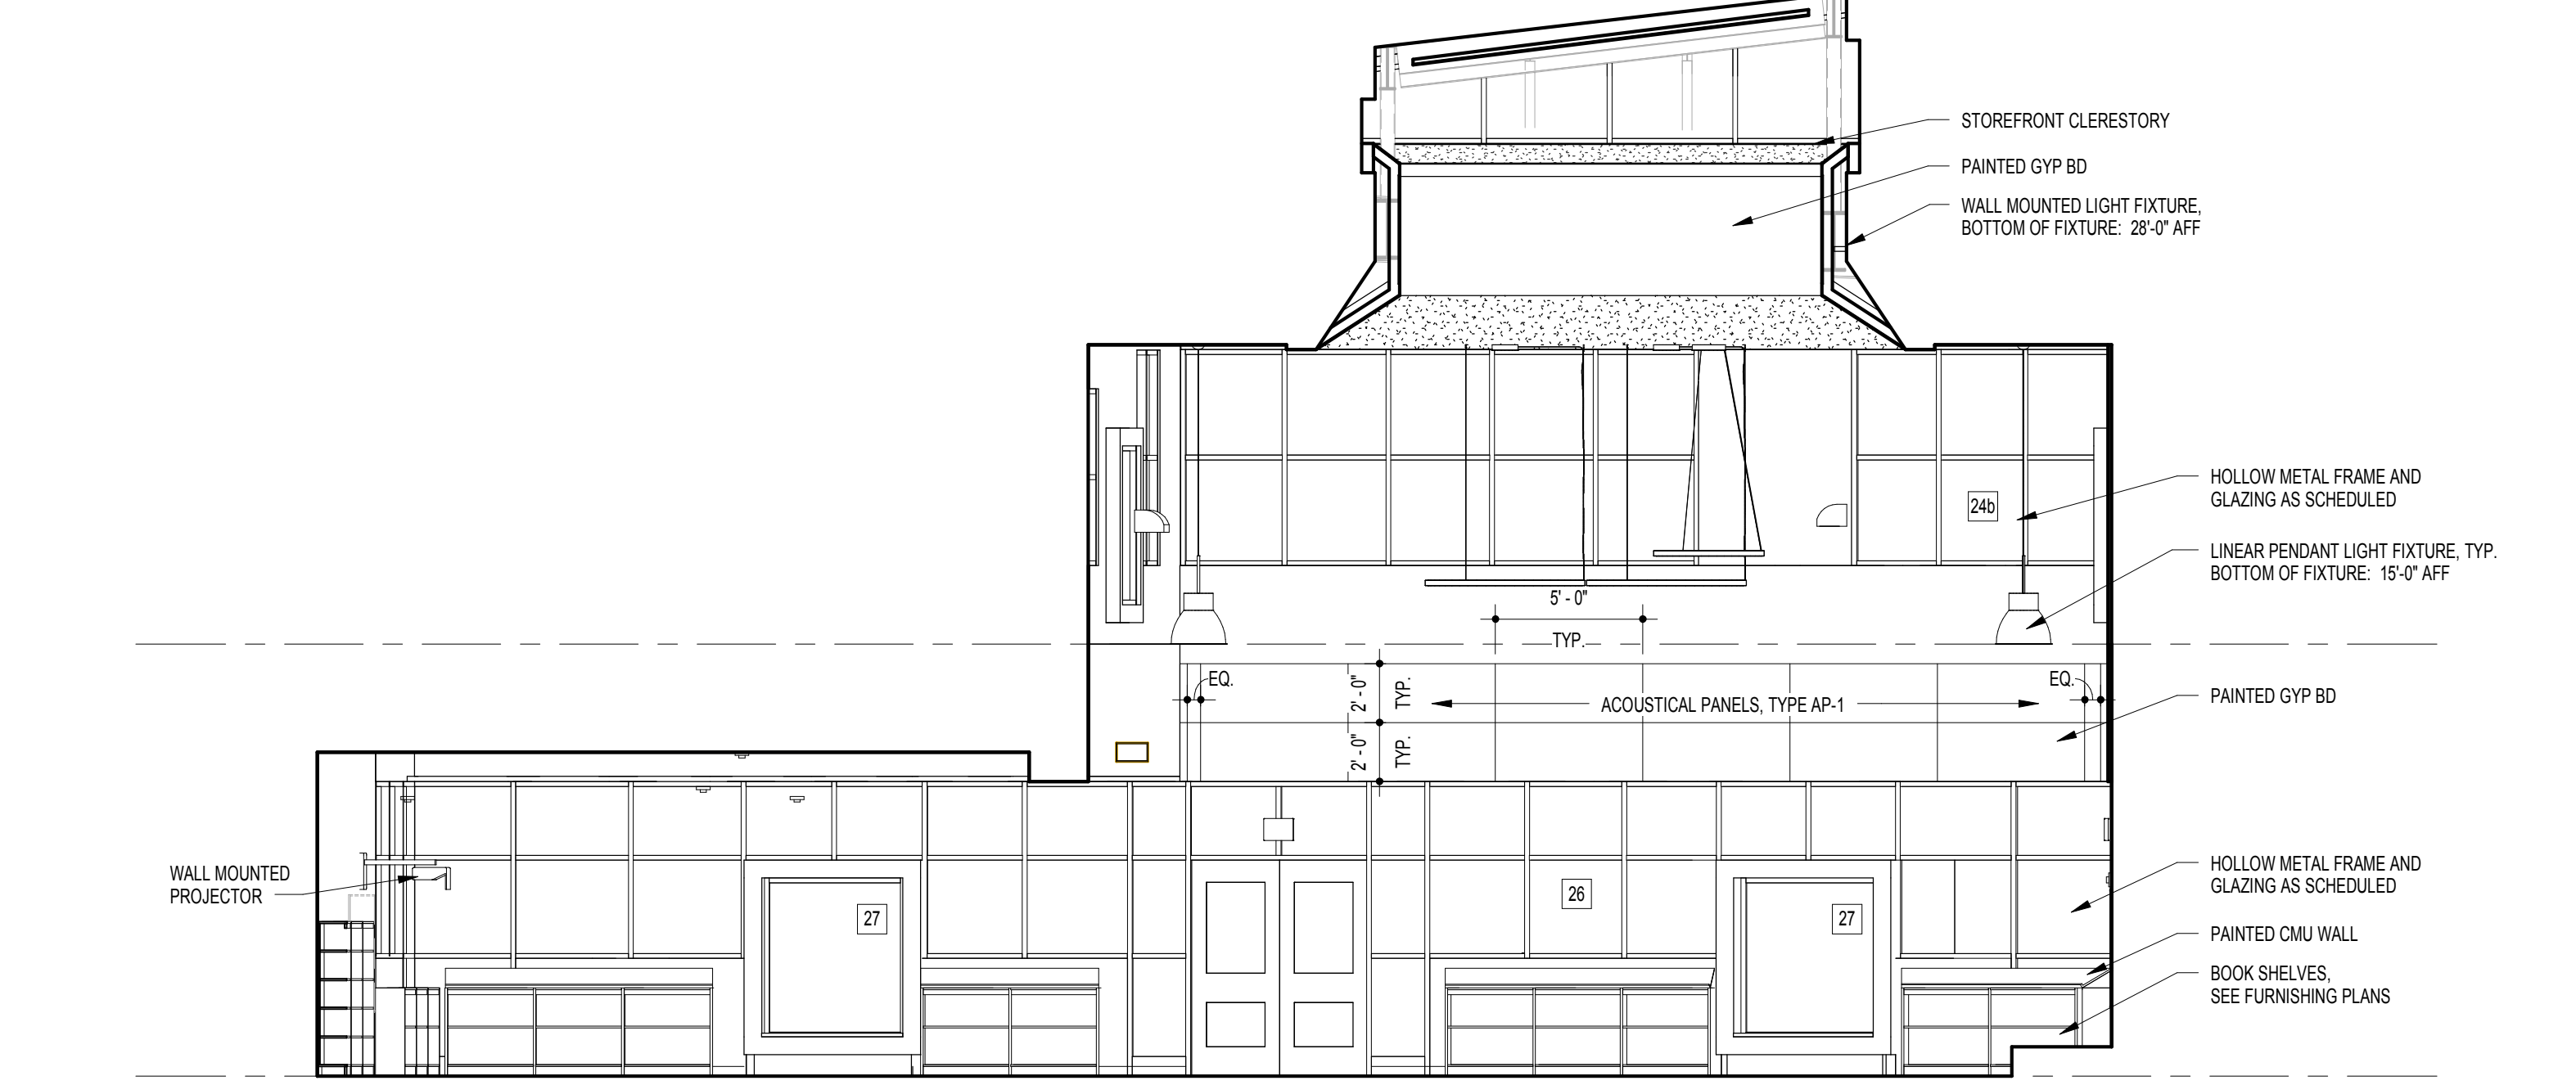 STOREFRONT CLERESTORY
PAINTED GYP BD
WALL MOUNTED LIGHT FIXTURE,
BOTTOM OF FIXTURE: 28'-0" AFF
HOLLOW METAL FRAME AND
GLAZING AS SCHEDULED
24b
LINEAR PENDANT LIGHT FIXTURE, TYP.
BOTTOM OF FIXTURE: 15'-0" AFF
5' - 0"
TYP.
EQ.
2' - 0"
TYP.
ACOUSTICAL PANELS, TYPE AP-1
EQ.
PAINTED GYP BD
2' - 0"
TYP.
WALL MOUNTED
PROJECTOR
27
26
27
HOLLOW METAL FRAME AND
GLAZING AS SCHEDULED
PAINTED CMU WALL
BOOK SHELVES,
SEE FURNISHING PLANS